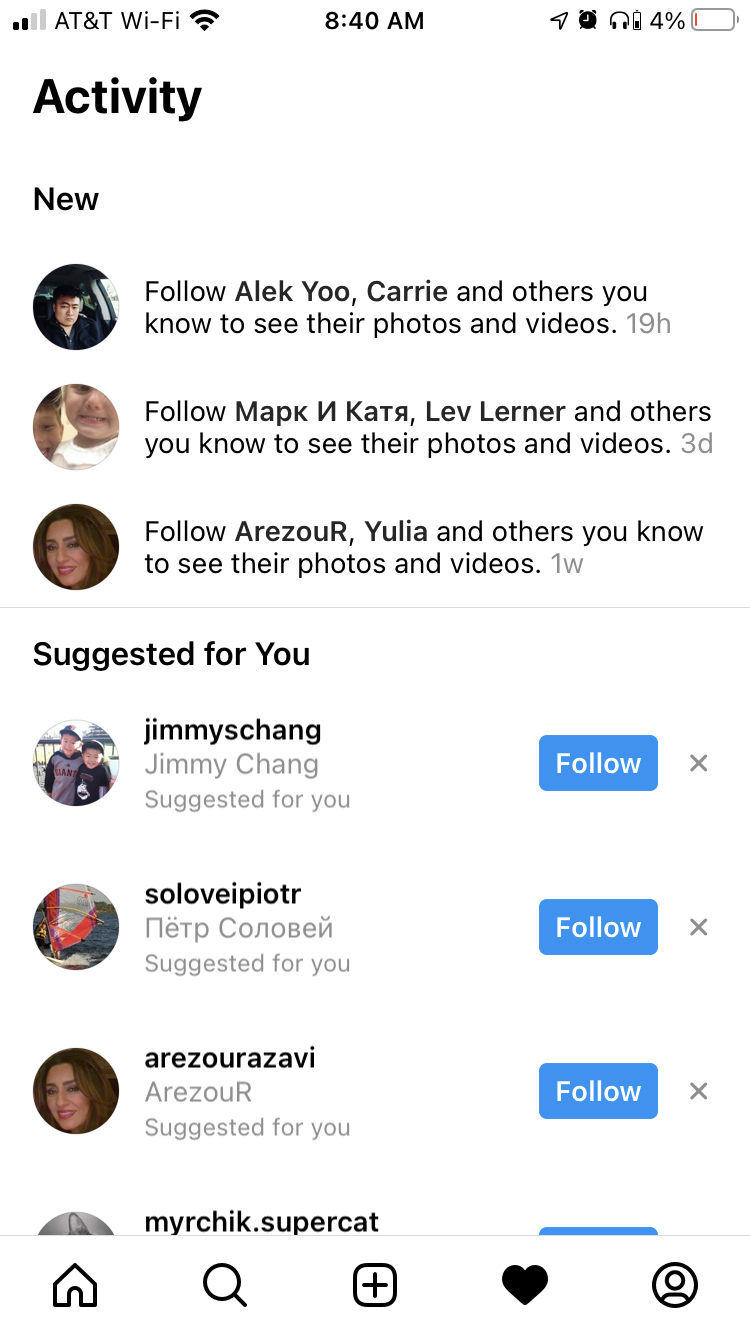 AT&T Wi-Fi 8:40 AM 4%
Activity
New
Follow Alek Yoo, Carrie and others you
know to see their photos and videos. 19h
Follow Марк И Катя, Lev Lerner and others
you know to see their photos and videos. 3d
Follow ArezouR, Yulia and others you know
to see their photos and videos. 1w
Suggested for You
jimmyschang
Jimmy Chang
Suggested for you
Follow
soloveipiotr
Пётр Соловей
Suggested for you
Follow
arezourazavi
ArezouR
Suggested for you
Follow
myrchik.supercat